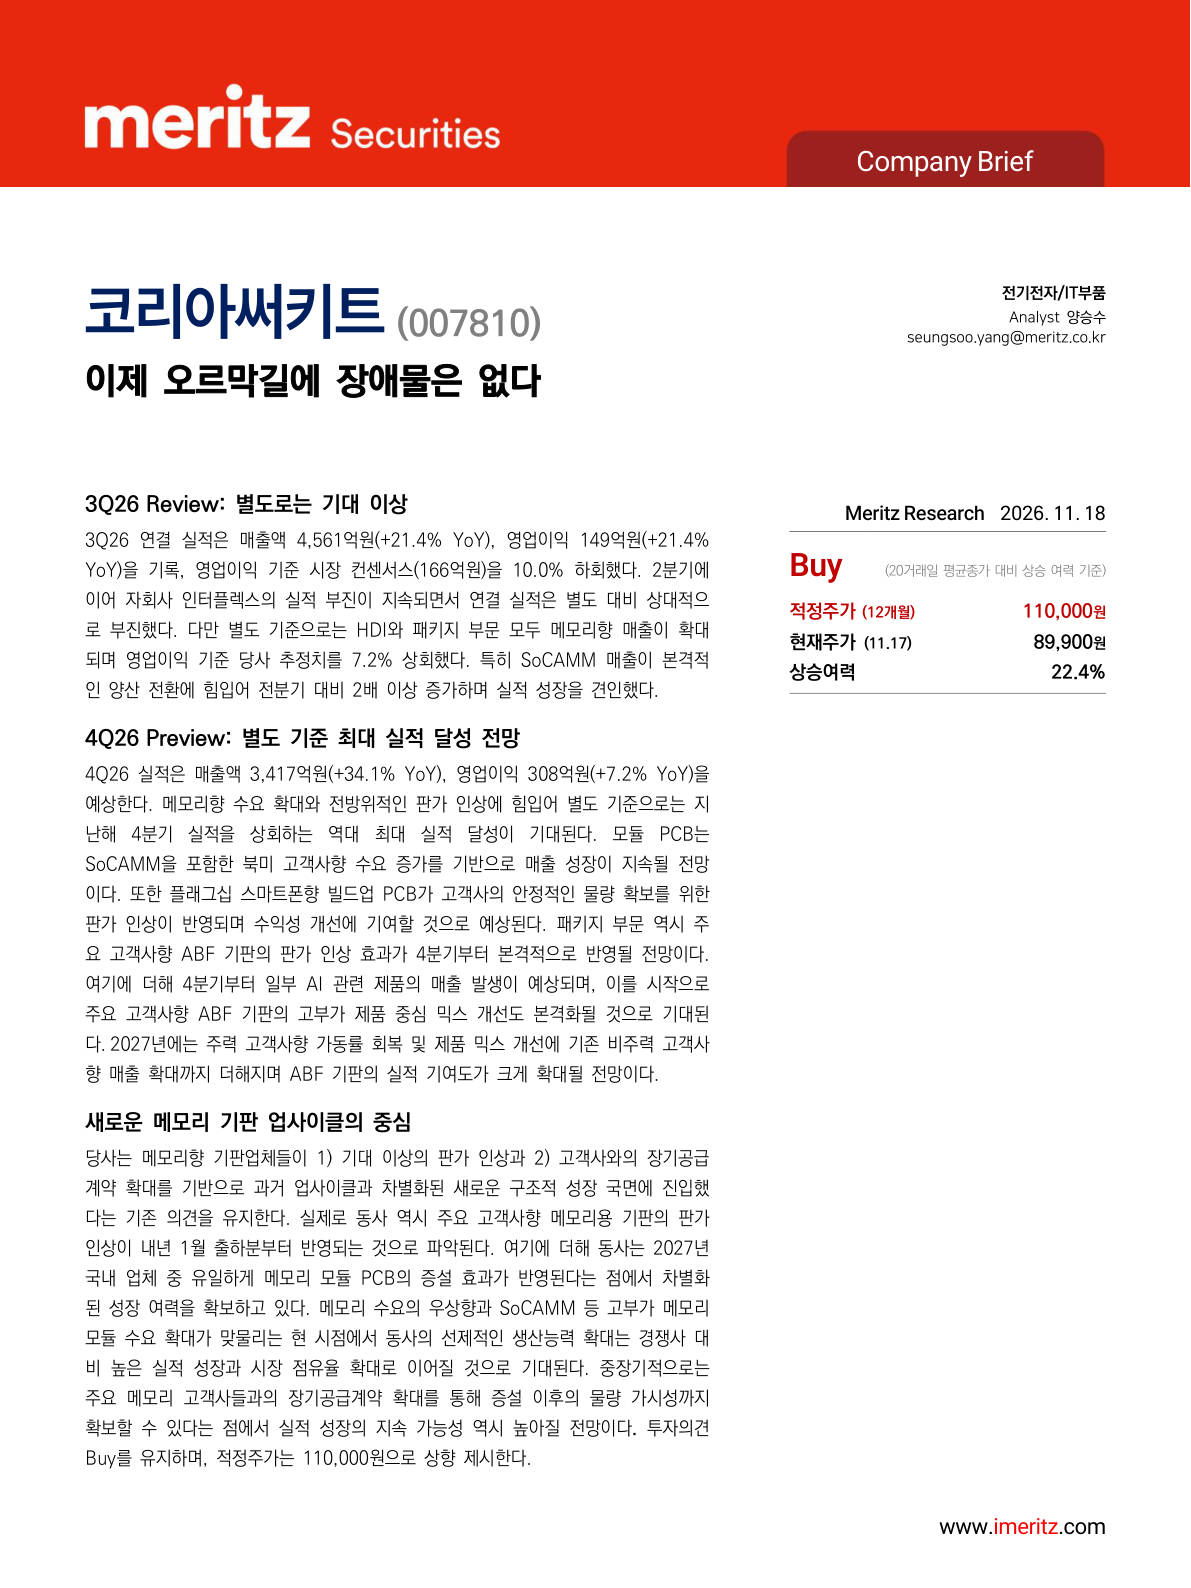 meritz Securities
Company Brief
코리아써키트 (007810)
이제 오르막길에 장애물은 없다
전기전자/IT부품
Analyst 양승수
seungsoo.yang@meritz.co.kr
3Q26 Review: 별도로는 기대 이상
3Q26 연결 실적은 매출액 4,561억원(+21.4% YoY), 영업이익 149억원(+21.4%
YoY)을 기록, 영업이익 기준 시장 컨센서스(166억원)을 10.0% 하회했다. 2분기에
이어 자회사 인터플렉스의 실적 부진이 지속되면서 연결 실적은 별도 대비 상대적으
로 부진했다. 다만 별도 기준으로는 HDI와 패키지 부문 모두 메모리향 매출이 확대
되며 영업이익 기준 당사 추정치를 7.2% 상회했다. 특히 SoCAMM 매출이 본격적
인 양산 전환에 힘입어 전분기 대비 2배 이상 증가하며 실적 성장을 견인했다.
4Q26 Preview: 별도 기준 최대 실적 달성 전망
4Q26 실적은 매출액 3,417억원(+34.1% YoY), 영업이익 308억원(+7.2% YoY)을
예상한다. 메모리향 수요 확대와 전방위적인 판가 인상에 힘입어 별도 기준으로는 지
난해 4분기 실적을 상회하는 역대 최대 실적 달성이 기대된다. 모듈 PCB는
SoCAMM을 포함한 북미 고객사향 수요 증가를 기반으로 매출 성장이 지속될 전망
이다. 또한 플래그십 스마트폰향 빌드업 PCB가 고객사의 안정적인 물량 확보를 위한
판가 인상이 반영되며 수익성 개선에 기여할 것으로 예상된다. 패키지 부문 역시 주
요 고객사향 ABF 기판의 판가 인상 효과가 4분기부터 본격적으로 반영될 전망이다.
여기에 더해 4분기부터 일부 AI 관련 제품의 매출 발생이 예상되며, 이를 시작으로
주요 고객사향 ABF 기판의 고부가 제품 중심 믹스 개선도 본격화될 것으로 기대된
다. 2027년에는 주력 고객사향 가동률 회복 및 제품 믹스 개선에 기존 비주력 고객사
향 매출 확대까지 더해지며 ABF 기판의 실적 기여도가 크게 확대될 전망이다.
새로운 메모리 기판 업사이클의 중심
당사는 메모리향 기판업체들이 1) 기대 이상의 판가 인상과 2) 고객사와의 장기공급
계약 확대를 기반으로 과거 업사이클과 차별화된 새로운 구조적 성장 국면에 진입했
다는 기존 의견을 유지한다. 실제로 동사 역시 주요 고객사향 메모리용 기판의 판가
인상이 내년 1월 출하분부터 반영되는 것으로 파악된다. 여기에 더해 동사는 2027년
국내 업체 중 유일하게 메모리 모듈 PCB의 증설 효과가 반영된다는 점에서 차별화
된 성장 여력을 확보하고 있다. 메모리 수요의 우상향과 SoCAMM 등 고부가 메모리
모듈 수요 확대가 맞물리는 현 시점에서 동사의 선제적인 생산능력 확대는 경쟁사 대
비 높은 실적 성장과 시장 점유율 확대로 이어질 것으로 기대된다. 중장기적으로는
주요 메모리 고객사들과의 장기공급계약 확대를 통해 증설 이후의 물량 가시성까지
확보할 수 있다는 점에서 실적 성장의 지속 가능성 역시 높아질 전망이다. 투자의견
Buy를 유지하며, 적정주가는 110,000원으로 상향 제시한다.
Meritz Research 2026. 11. 18
Buy (20거래일 평균종가 대비 상승 여력 기준)
적정주가 (12개월) 110,000원
현재주가 (11.17) 89,900원
상승여력 22.4%
www.imeritz.com